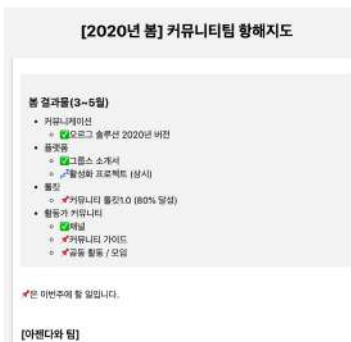 [2020년 봄] 커뮤니티팀 항해지도
봄 결과물(3~5월)
커뮤니케이션
✅오르그 솔루션 2020년 버전
플랫폼
✅그룹스 소개서
활성화 프로젝트 (상시)
툴킷
📌커뮤니티 툴킷1.0 (80% 달성)
활동가 커뮤니티
✅채널
📌커뮤니티 가이드
📌공동 활동 / 모임
📌은 이번주에 할 일입니다.
[아젠다와 팀]